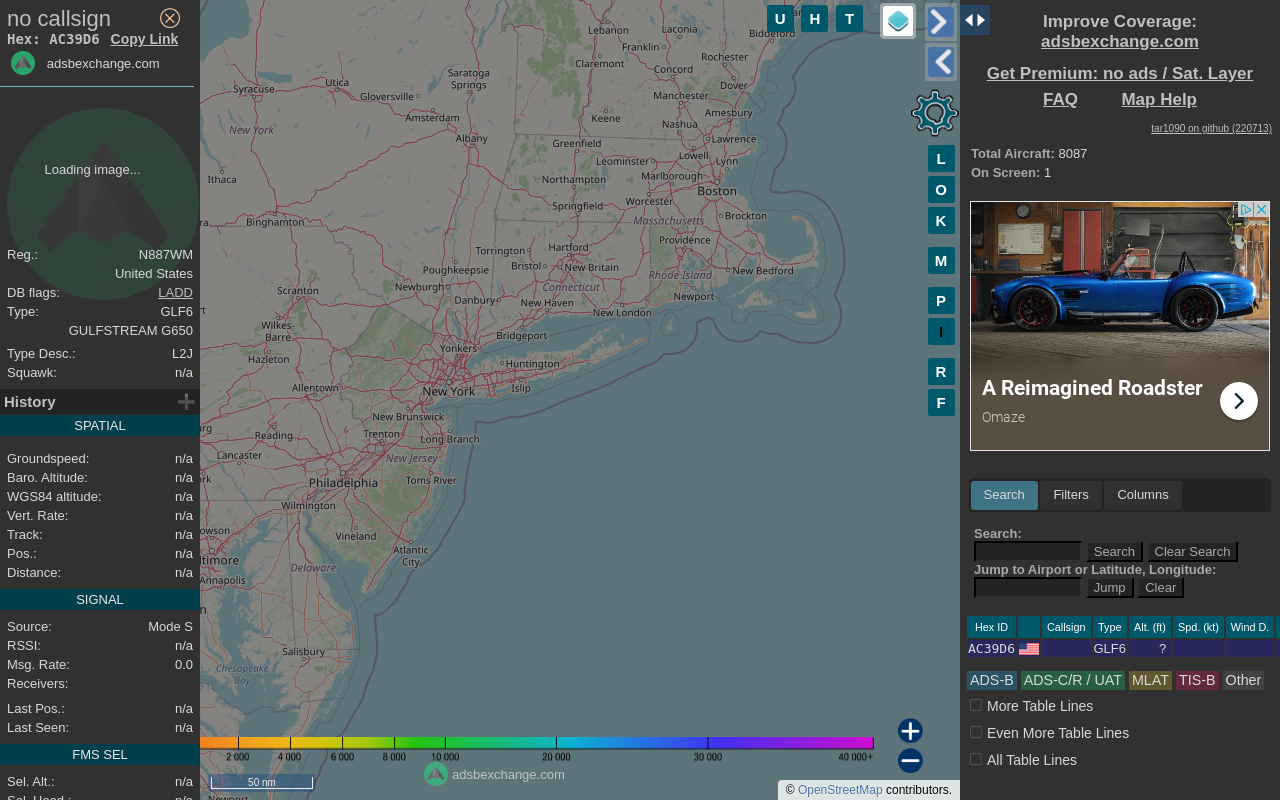 no callsign
Hex: AC39D6 Copy Link
adsbexchange.com
Loading image...
Reg.: N887WM
United States
DB flags: LADD
Type: GLF6
GULFSTREAM G650
Type Desc.: L2J
Squawk: n/a
History
SPATIAL
Groundspeed: n/a
Baro. Altitude: n/a
WGS84 altitude: n/a
Vert. Rate: n/a
Track: n/a
Pos.: n/a
Distance: n/a
SIGNAL
Source: Mode S
RSSI: n/a
Msg. Rate: 0.0
Receivers:
Last Pos.: n/a
Last Seen: n/a
FMS SEL
Sel. Alt.: n/a
U H T
L
O
K
M
P
I
R
F
Lebanon
Laconia
Biddeford
Franklin
Claremont
Rochester
Concord
Saratoga
Springs
Utica
Dover
Syracuse
Gloversville
Manchester
Amsterdam
Keene
Amesbury
New York
Nashua
Albany
Lawrence
Greenfield
Lowell
Leominster
Lynn
Ithaca
Northampton
Marlborough
Boston
Springfield
Worcester
Binghamton
Massachusetts
Brockton
Hartford
Providence
Torrington
Bristol
New Britain
Poughkeepsie
New Bedford
Rhode Island
Newburgh
Connecticut
Scranton
Danbury
New Haven
Newport
New London
Wilkes-
Barre
Bridgeport
Yonkers
Hazleton
Huntington
Allentown
New York
Islip
New Brunswick
Reading
Trenton
Long Branch
Lancaster
New Jersey
Philadelphia
Toms River
Wilmington
Vineland
Atlantic
City
Delaware
Annapolis
Salisbury
Chesapeake
Bay
2 000 4 000 6 000 8 000 10 000 20 000 30 000 40 000+
50 nm
adsbexchange.com
© OpenStreetMap contributors.
Improve Coverage:
adsbexchange.com
Get Premium: no ads / Sat. Layer
FAQ Map Help
tar1090 on github (220713)
Total Aircraft: 8087
On Screen: 1
A Reimagined Roadster
Omaze
Search Filters Columns
Search:
Search Clear Search
Jump to Airport or Latitude, Longitude:
Jump Clear
Hex ID Callsign Type Alt. (ft) Spd. (kt) Wind D.
AC39D6 GLF6 ?
ADS-B ADS-C/R / UAT MLAT TIS-B Other
More Table Lines
Even More Table Lines
All Table Lines